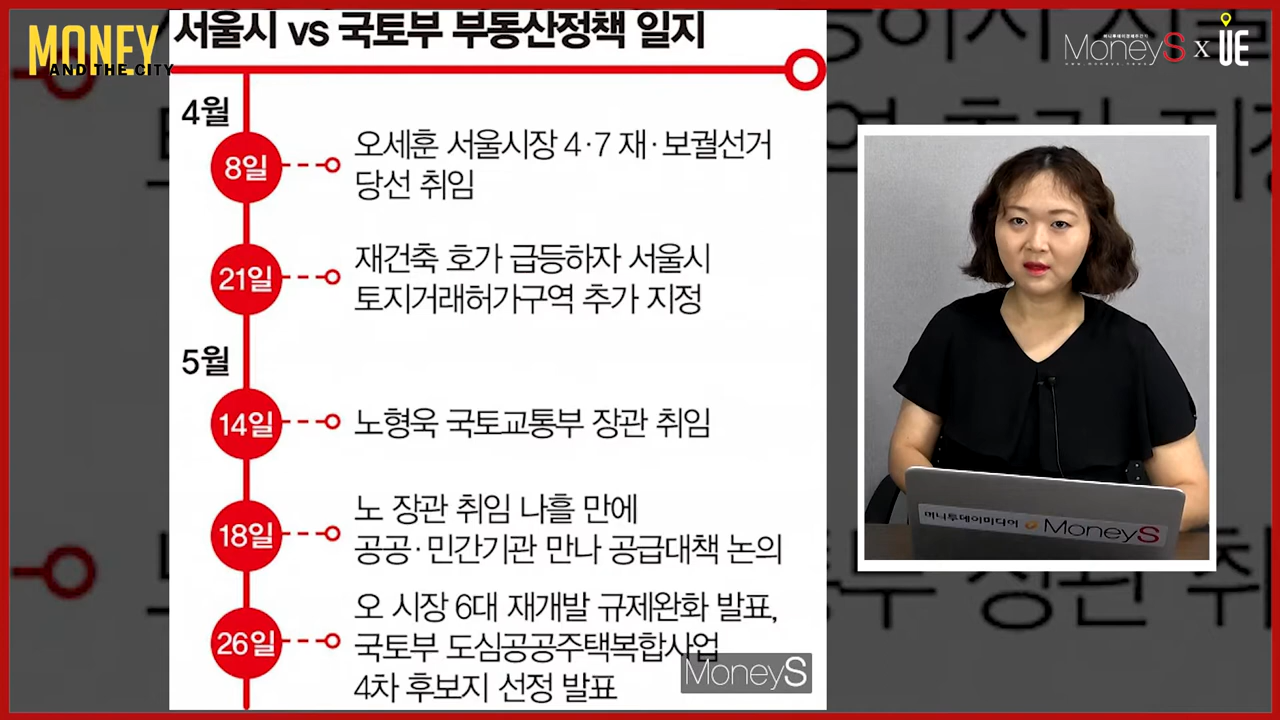 MONEY
AND THE CITY
서울시 vs 국토부 부동산정책 일지
MoneyS x UE
4월
8일
오세훈 서울시장 4·7 재·보궐선거
당선 취임
21일
재건축 호가 급등하자 서울시
토지거래허가구역 추가 지정
5월
14일
노형욱 국토교통부 장관 취임
18일
노 장관 취임 나흘 만에
공공·민간기관 만나 공급대책 논의
26일
오 시장 6대 재개발 규제완화 발표,
국토부 도심공공주택복합사업
4차 후보지 선정 발표
MoneyS
머니투데이미디어 MoneyS